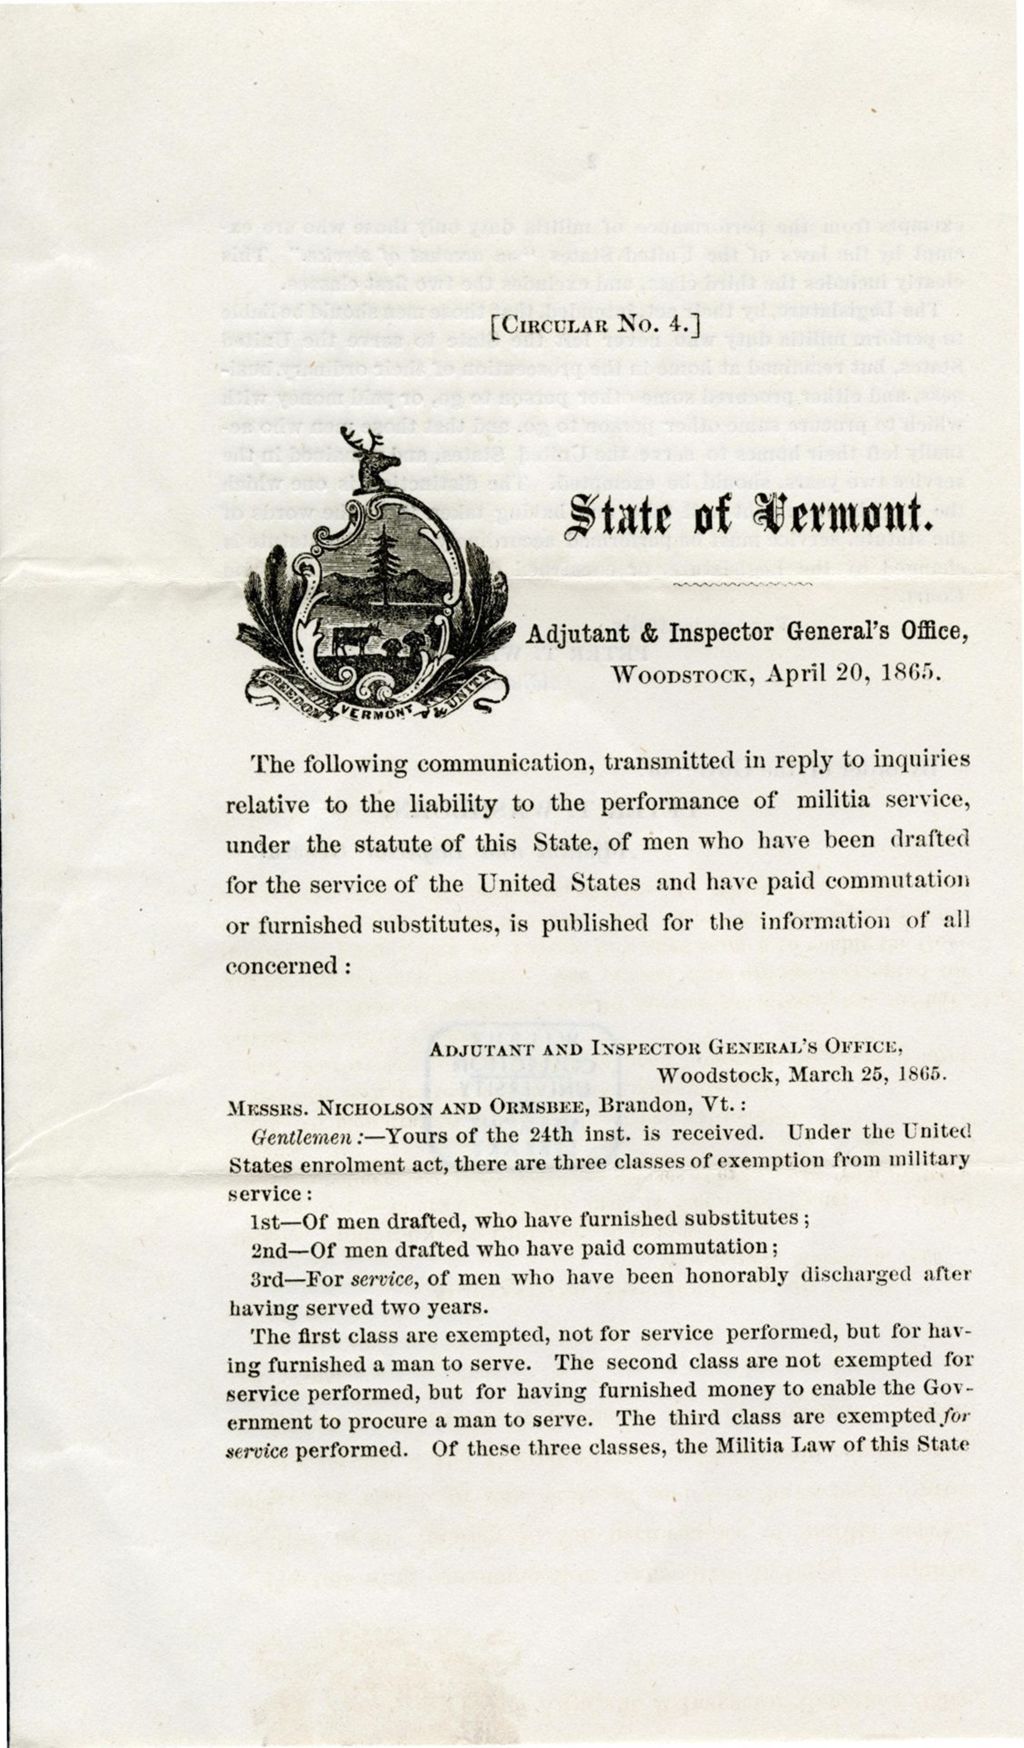 [CIRCULAR NO. 4.]
State of Vermont.
Adjutant & Inspector General's Office,
WOODSTOCK, April 20, 1865.
FREEDOM VERMONT & UNITY
The following communication, transmitted in reply to inquiries
relative to the liability to the performance of militia service,
under the statute of this State, of men who have been drafted
for the service of the United States and have paid commutation
or furnished substitutes, is published for the information of all
concerned :
ADJUTANT AND INSPECTOR GENERAL'S OFFICE,
Woodstock, March 25, 1865.
MESSRS. NICHOLSON AND ORMSBEE, Brandon, Vt. :
Gentlemen :—Yours of the 24th inst. is received. Under the United
States enrolment act, there are three classes of exemption from military
service :
1st—Of men drafted, who have furnished substitutes ;
2nd—Of men drafted who have paid commutation ;
3rd—For service, of men who have been honorably discharged after
having served two years.
The first class are exempted, not for service performed, but for hav-
ing furnished a man to serve. The second class are not exempted for
service performed, but for having furnished money to enable the Gov-
ernment to procure a man to serve. The third class are exempted for
service performed. Of these three classes, the Militia Law of this State